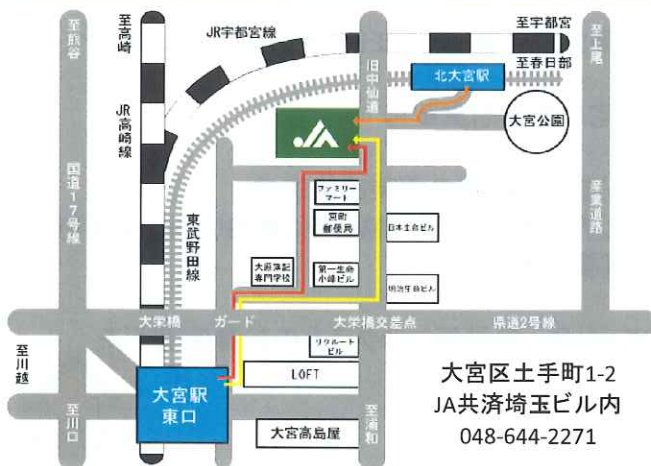 至熊谷
至高崎
JR宇都宮線
至宇都宮
至上尾
至春日部
旧中仙道
北大宮駅
大宮公園
JR高崎線
JA
国道17号線
産業道路
東武野田線
ファミリー
マート
宮町
郵便局
日本生命ビル
大原簿記
専門学校
第一生命
小峰ビル
明治生命ビル
大栄橋
ガード
大栄橋交差点
県道2号線
至川越
リクルート
ビル
LOFT
大宮駅
東口
至川口
大宮高島屋
至浦和
大宮区土手町1-2
JA共済埼玉ビル内
048-644-2271